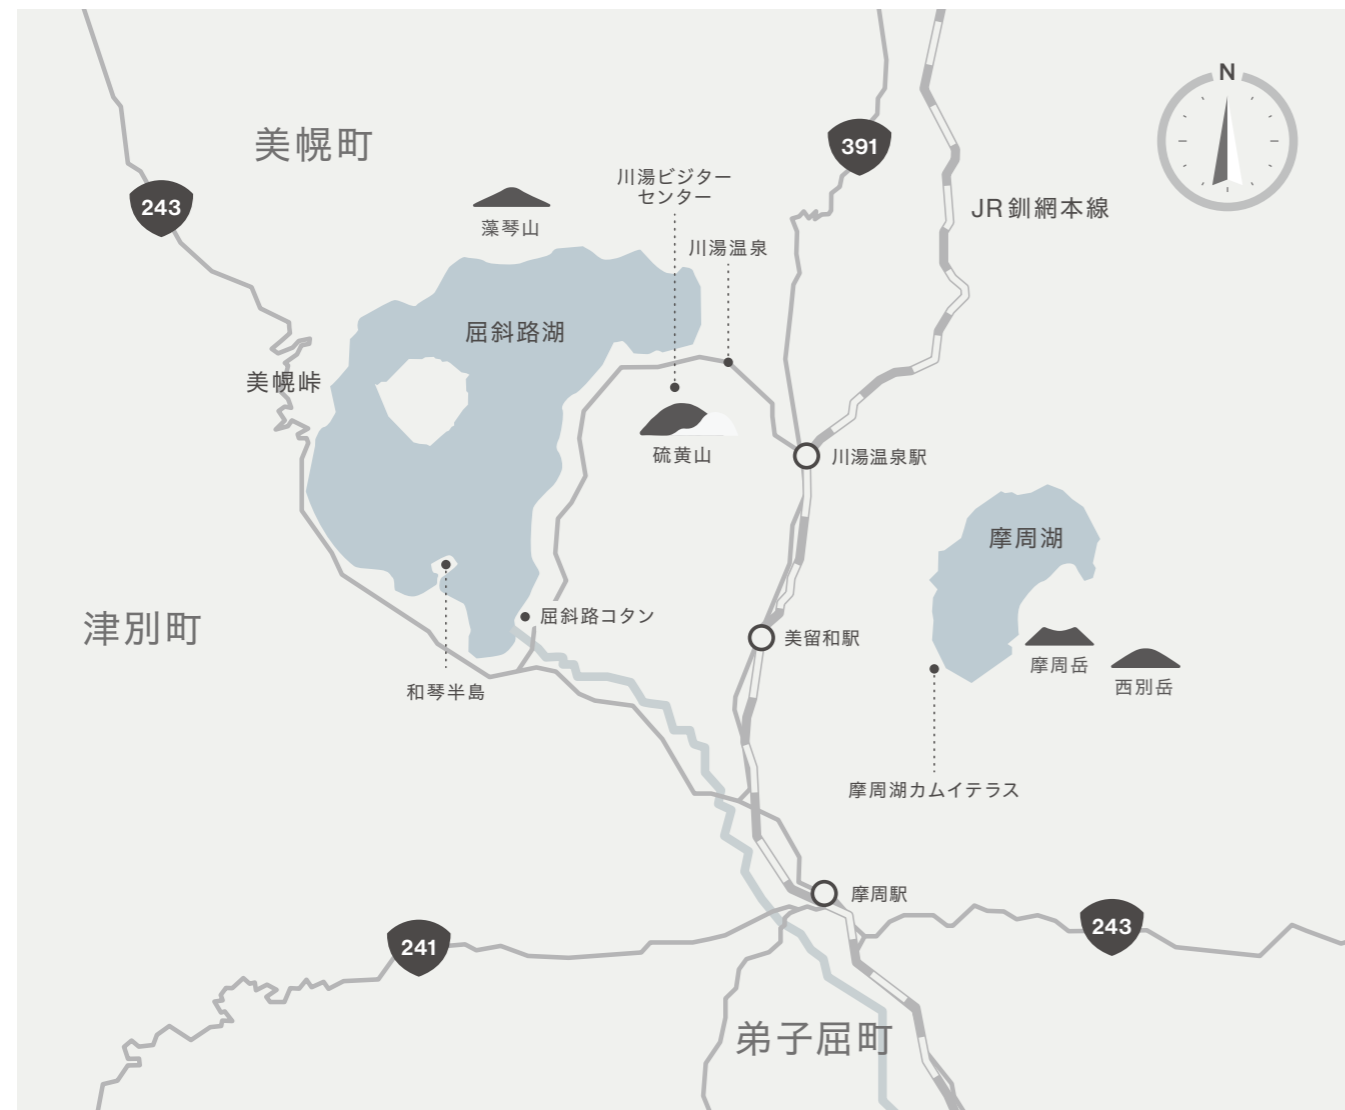 N
美幌町
391
川湯ビジター
センター
243
JR釧網本線
藻琴山
川湯温泉
屈斜路湖
美幌峠
硫黄山
川湯温泉駅
摩周湖
屈斜路コタン
津別町
美留和駅
摩周岳
西別岳
和琴半島
摩周湖カムイテラス
摩周駅
243
241
弟子屈町